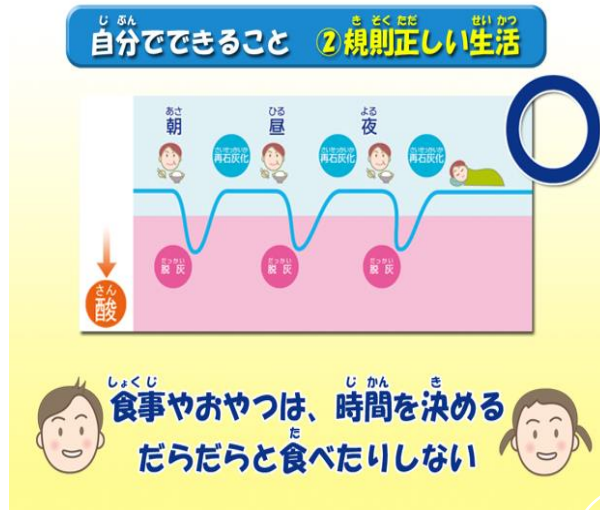 自分でできること ②規則正しい生活
朝 昼 夜
再石灰化 再石灰化 再石灰化
脱灰 脱灰 脱灰
酸
食事やおやつは、時間を決める
だらだらと食べたりしない